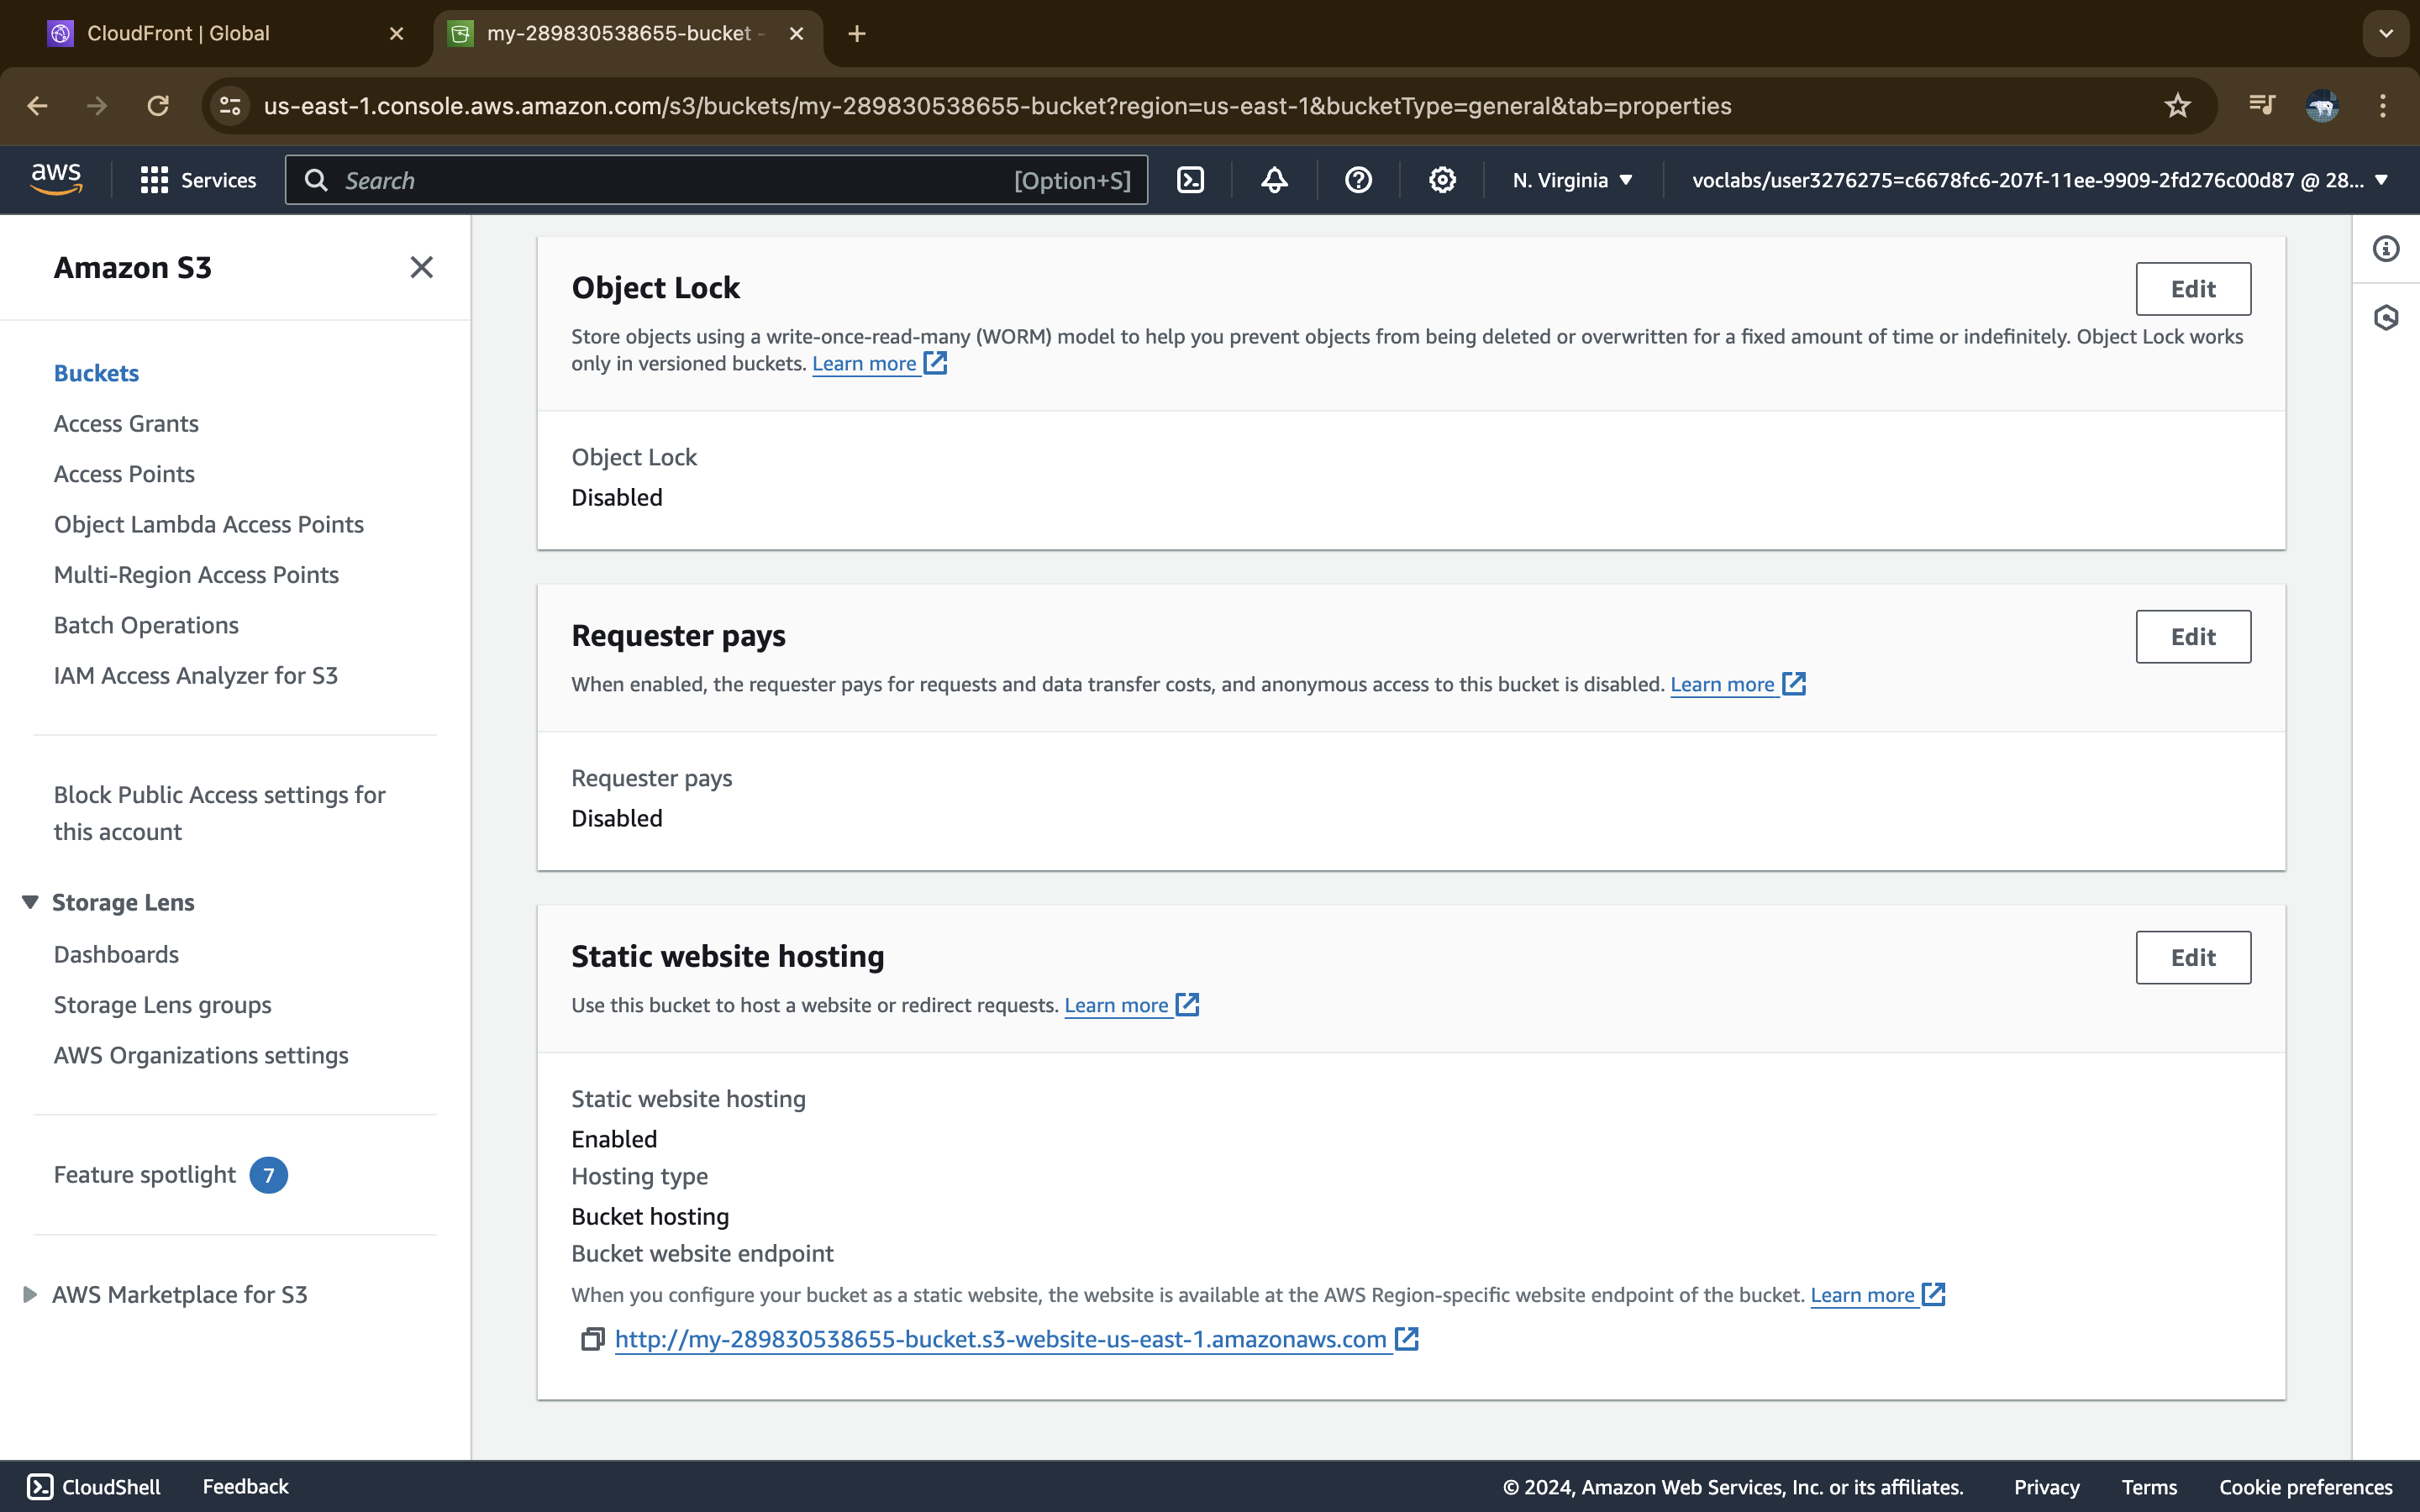 CloudFront | Global
my-289830538655-bucket -
us-east-1.console.aws.amazon.com/s3/buckets/my-289830538655-bucket?region=us-east-1&bucketType=general&tab=properties
aws
Services
Search
[Option+S]
N. Virginia
voclabs/user3276275=c6678fc6-207f-11ee-9909-2fd276c00d87 @ 28...
Amazon S3
Buckets
Access Grants
Access Points
Object Lambda Access Points
Multi-Region Access Points
Batch Operations
IAM Access Analyzer for S3
Block Public Access settings for
this account
Storage Lens
Dashboards
Storage Lens groups
AWS Organizations settings
Feature spotlight 7
AWS Marketplace for S3
Object Lock
Edit
Store objects using a write-once-read-many (WORM) model to help you prevent objects from being deleted or overwritten for a fixed amount of time or indefinitely. Object Lock works
only in versioned buckets. Learn more
Object Lock
Disabled
Requester pays
Edit
When enabled, the requester pays for requests and data transfer costs, and anonymous access to this bucket is disabled. Learn more
Requester pays
Disabled
Static website hosting
Edit
Use this bucket to host a website or redirect requests. Learn more
Static website hosting
Enabled
Hosting type
Bucket hosting
Bucket website endpoint
When you configure your bucket as a static website, the website is available at the AWS Region-specific website endpoint of the bucket. Learn more
http://my-289830538655-bucket.s3-website-us-east-1.amazonaws.com
CloudShell
Feedback
© 2024, Amazon Web Services, Inc. or its affiliates.
Privacy
Terms
Cookie preferences